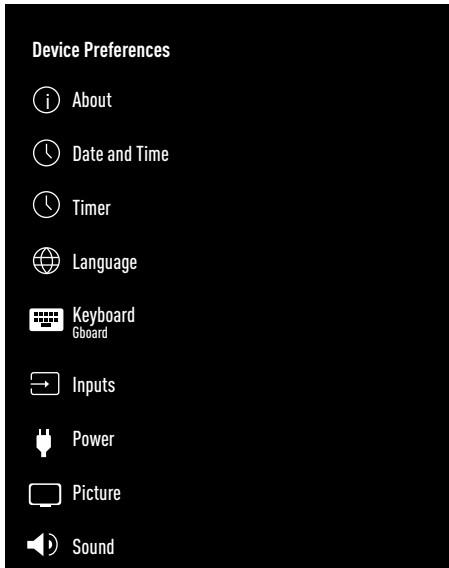 Device Preferences
About
Date and Time
Timer
Language
Keyboard
Gboard
Inputs
Power
Picture
Sound